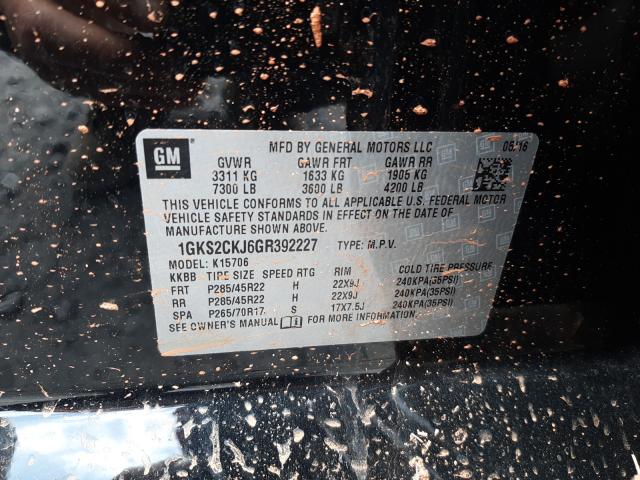 GM
MFD BY GENERAL MOTORS LLC 05/16
GVWR GAWR FRT GAWR RR
3311 KG 1633 KG 1905 KG
7300 LB 3600 LB 4200 LB
THIS VEHICLE CONFORMS TO ALL APPLICABLE U.S. FEDERAL MOTOR
VEHICLE SAFETY STANDARDS IN EFFECT ON THE DATE OF
MANUFACTURE SHOWN ABOVE.
1GKS2CKJ6GR392227 TYPE: M.P.V.
MODEL: K15706
KKBB TIRE SIZE SPEED RTG RIM COLD TIRE PRESSURE
FRT P285/45R22 H 22X9J 240KPA(35PSI)
RR P285/45R22 H 22X9J 240KPA(35PSI)
SPA P265/70R17 S 17X7.5J 240KPA(35PSI)
SEE OWNER'S MANUAL FOR MORE INFORMATION.